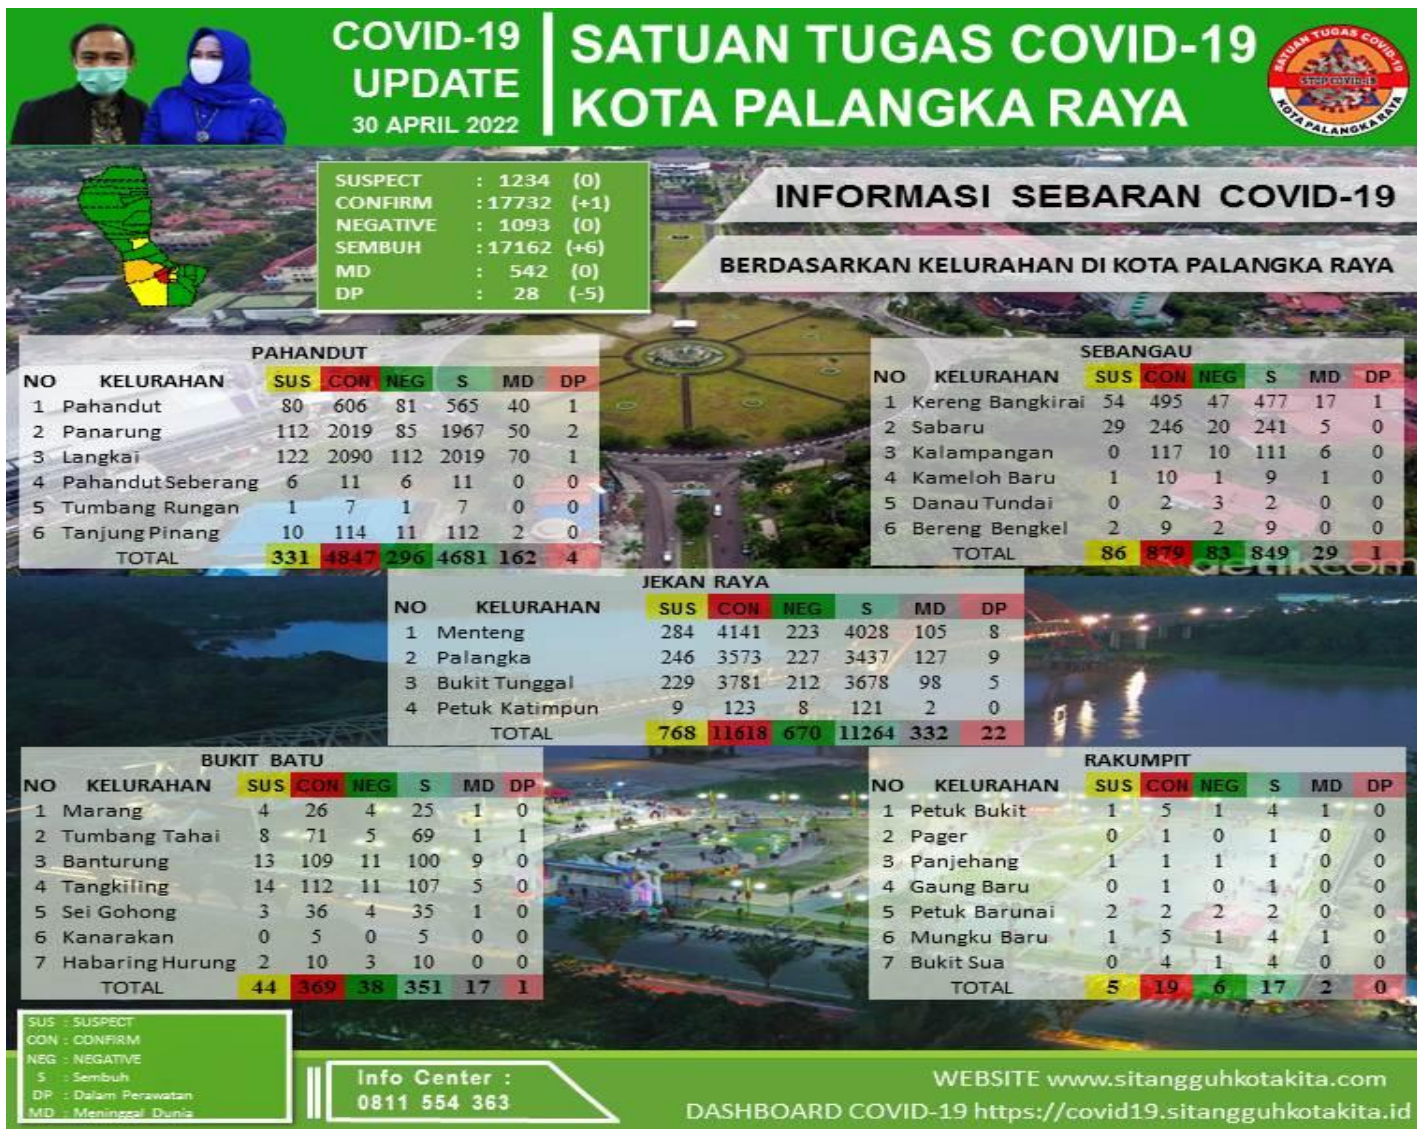 COVID-19
UPDATE
30 APRIL 2022
SATUAN TUGAS COVID-19
KOTA PALANGKA RAYA
SATUAN TUGAS COVID-19
STOP COVID-19
KOTA PALANGKARAYA
SUSPECT : 1234 (0)
CONFIRM : 17732 (+1)
NEGATIVE : 1093 (0)
SEMBUH : 17162 (+6)
MD : 542 (0)
DP : 28 (-5)
INFORMASI SEBARAN COVID-19
BERDASARKAN KELURAHAN DI KOTA PALANGKA RAYA
PAHANDUT
NO KELURAHAN SUS CON NEG S MD DP
1 Pahandut 80 606 81 565 40 1
2 Panarung 112 2019 85 1967 50 2
3 Langkai 122 2090 112 2019 70 1
4 Pahandut Seberang 6 11 6 11 0 0
5 Tumbang Rungan 1 7 1 7 0 0
6 Tanjung Pinang 10 114 11 112 2 0
TOTAL 331 4847 296 4681 162 4
SEBANGAU
NO KELURAHAN SUS CON NEG S MD DP
1 Kereng Bangkirai 54 495 47 477 17 1
2 Sabaru 29 246 20 241 5 0
3 Kalampangan 0 117 10 111 6 0
4 Kameloh Baru 1 10 1 9 1 0
5 Danau Tundai 0 2 3 2 0 0
6 Bereng Bengkel 2 9 2 9 0 0
TOTAL 86 879 83 849 29 1
detikcom
JEKAN RAYA
NO KELURAHAN SUS CON NEG S MD DP
1 Menteng 284 4141 223 4028 105 8
2 Palangka 246 3573 227 3437 127 9
3 Bukit Tunggal 229 3781 212 3678 98 5
4 Petuk Katimpun 9 123 8 121 2 0
TOTAL 768 11618 670 11264 332 22
BUKIT BATU
NO KELURAHAN SUS CON NEG S MD DP
1 Marang 4 26 4 25 1 0
2 Tumbang Tahai 8 71 5 69 1 1
3 Banturung 13 109 11 100 9 0
4 Tangkiling 14 112 11 107 5 0
5 Sei Gohong 3 36 4 35 1 0
6 Kanarakan 0 5 0 5 0 0
7 Habaring Hurung 2 10 3 10 0 0
TOTAL 44 369 38 351 17 1
RAKUMPIT
NO KELURAHAN SUS CON NEG S MD DP
1 Petuk Bukit 1 5 1 4 1 0
2 Pager 0 1 0 1 0 0
3 Panjehang 1 1 1 1 0 0
4 Gaung Baru 0 1 0 1 0 0
5 Petuk Barunai 2 2 2 2 0 0
6 Mungku Baru 1 5 1 4 1 0
7 Bukit Sua 0 4 1 4 0 0
TOTAL 5 19 6 17 2 0
SUS : SUSPECT
CON : CONFIRM
NEG : NEGATIVE
S : Sembuh
DP : Dalam Perawatan
MD : Meninggal Dunia
Info Center :
0811 554 363
WEBSITE www.sitangguhkotakita.com
DASHBOARD COVID-19 https://covid19.sitangguhkotakita.id